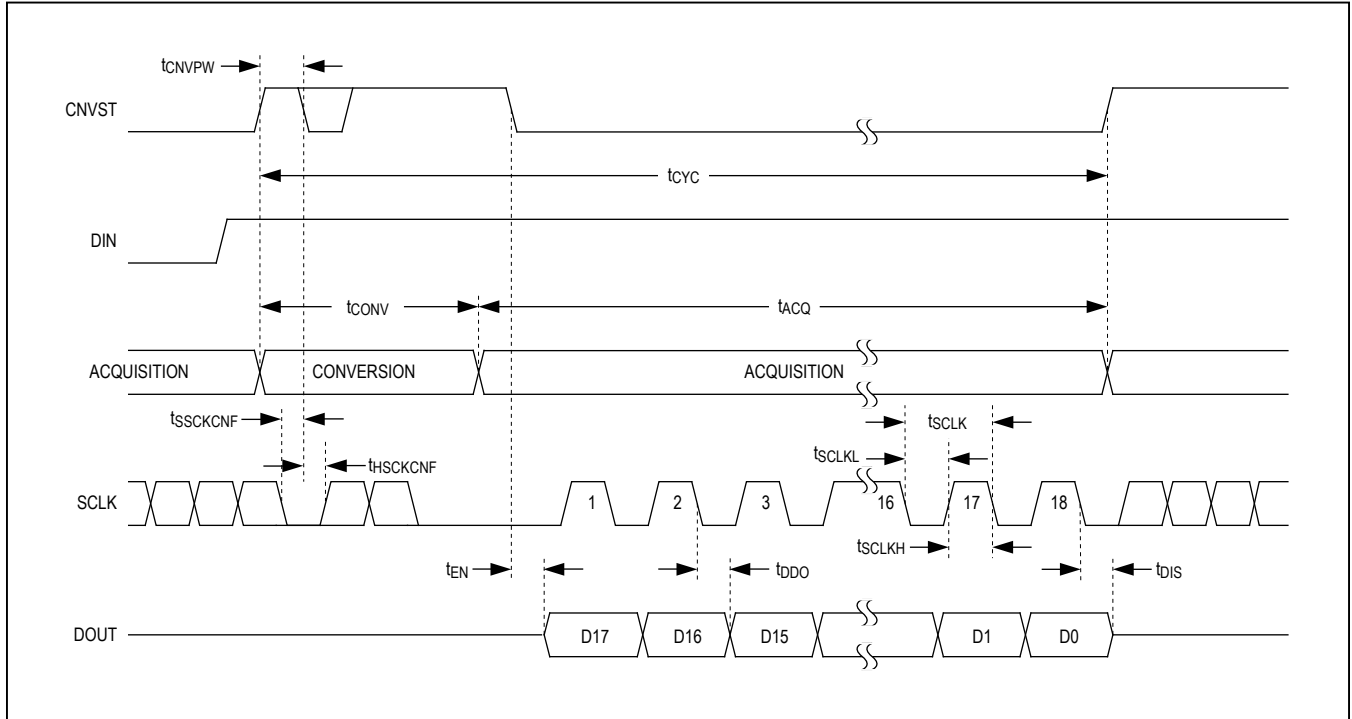 tCNVPW
CNVST
tCYC
DIN
tCONV tACQ
ACQUISITION CONVERSION ACQUISITION
tSSCKCNF tSCLK
tHSCKCNF tSCLKL
SCLK 1 2 3 16 17 18
tSCLKH
tEN tDDO tDIS
DOUT D17 D16 D15 D1 D0